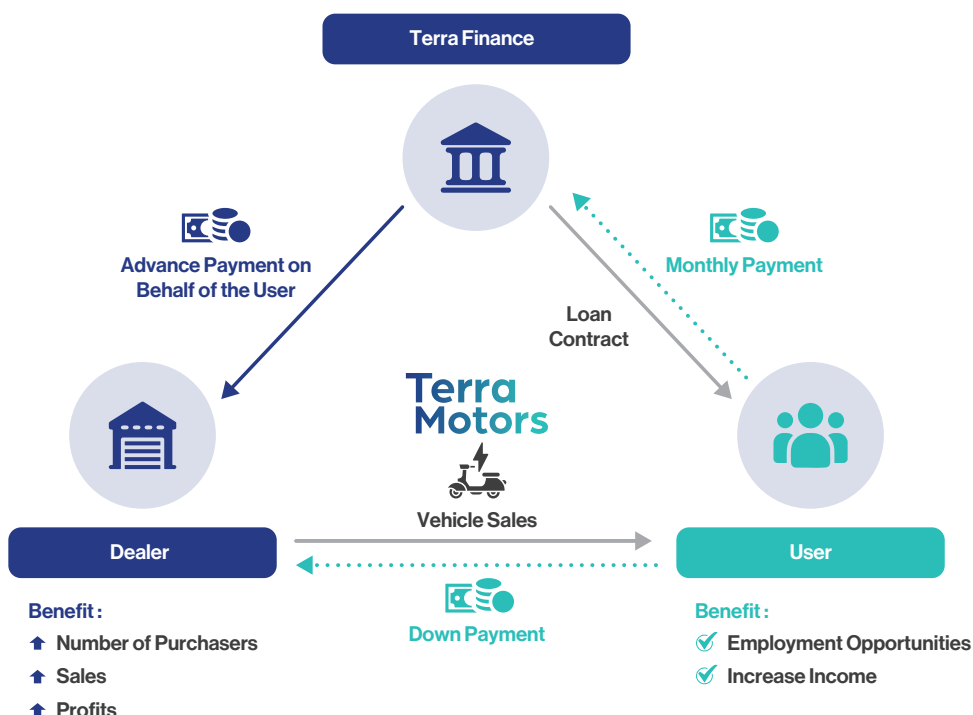 Terra Finance
Advance Payment on
Behalf of the User
Monthly Payment
Loan
Contract
Terra
Motors
Vehicle Sales
Dealer
User
Down Payment
Benefit :
Number of Purchasers
Sales
Profits
Benefit :
Employment Opportunities
Increase Income